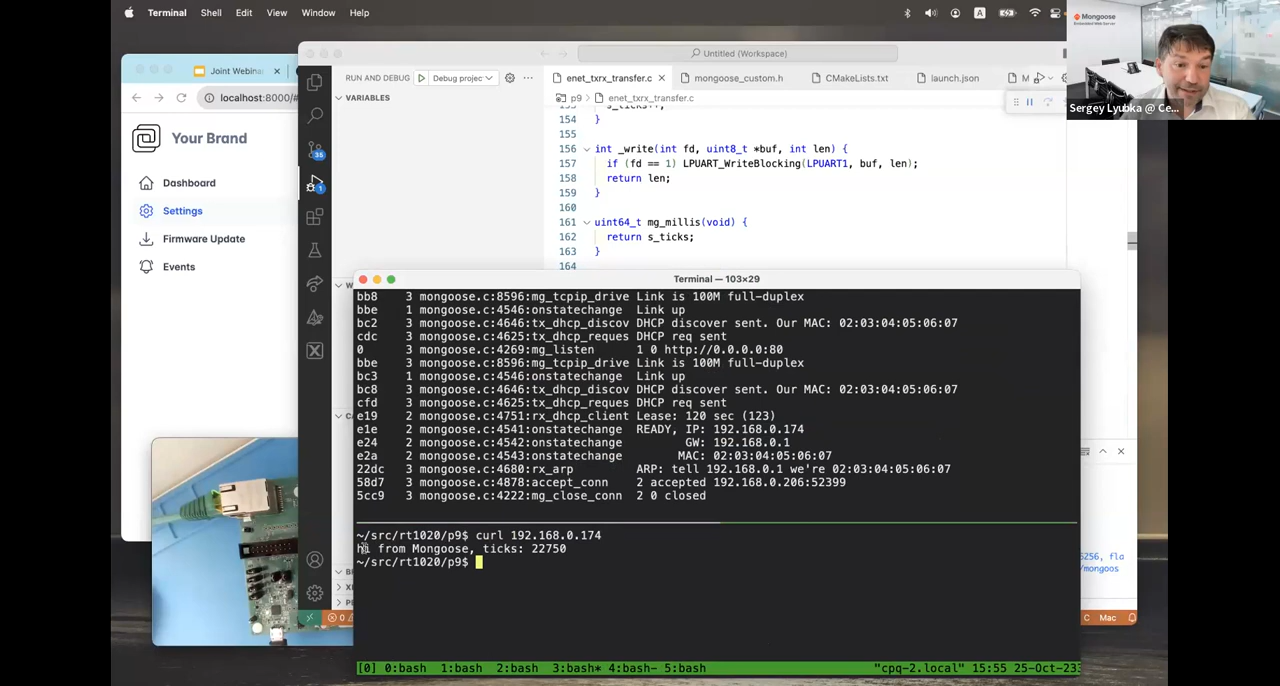 Terminal Shell Edit View Window Help
Mongoose
Sergey Lyubka @ Ce...
Joint Webina
localhost:8000/#
Your Brand
Dashboard
Settings
Firmware Update
Events
Untitled (Workspace)
RUN AND DEBUG Debug projec
VARIABLES
enet_txrx_transfer.c mongoose_custom.h CMakeLists.txt launch.json M
p9 > enet_txrx_transfer.c
154 }
155
156 int _write(int fd, uint8_t *buf, int len) {
157 if (fd == 1) LPUART_WriteBlocking(LPUART1, buf, len);
158 return len;
159 }
160
161 uint64_t mg_millis(void) {
162 return s_ticks;
163 }
164
Terminal — 103×29
bb8 3 mongoose.c:8596:mg_tcpip_drive Link is 100M full-duplex
bbe 1 mongoose.c:4546:onstatechange Link up
bc2 3 mongoose.c:4646:tx_dhcp_discov DHCP discover sent. Our MAC: 02:03:04:05:06:07
cdc 3 mongoose.c:4625:tx_dhcp_reques DHCP req sent
0 3 mongoose.c:4269:mg_listen 1 0 http://0.0.0.0:80
bbe 3 mongoose.c:8596:mg_tcpip_drive Link is 100M full-duplex
bc3 1 mongoose.c:4546:onstatechange Link up
bc8 3 mongoose.c:4646:tx_dhcp_discov DHCP discover sent. Our MAC: 02:03:04:05:06:07
cfd 3 mongoose.c:4625:tx_dhcp_reques DHCP req sent
e19 2 mongoose.c:4751:rx_dhcp_client Lease: 120 sec (123)
e1e 2 mongoose.c:4541:onstatechange READY, IP: 192.168.0.174
e24 2 mongoose.c:4542:onstatechange GW: 192.168.0.1
e2a 2 mongoose.c:4543:onstatechange MAC: 02:03:04:05:06:07
22dc 3 mongoose.c:4680:rx_arp ARP: tell 192.168.0.1 we're 02:03:04:05:06:07
58d7 3 mongoose.c:4878:accept_conn 2 accepted 192.168.0.206:52399
5cc9 3 mongoose.c:4222:mg_close_conn 2 0 closed
~/src/rt1020/p9$ curl 192.168.0.174
hi from Mongoose, ticks: 22750
~/src/rt1020/p9$
[0] 0:bash 1:bash 2:bash 3:bash* 4:bash- 5:bash "cpq-2.local" 15:55 25-Oct-23
6256, fla
/mongoos
C Mac